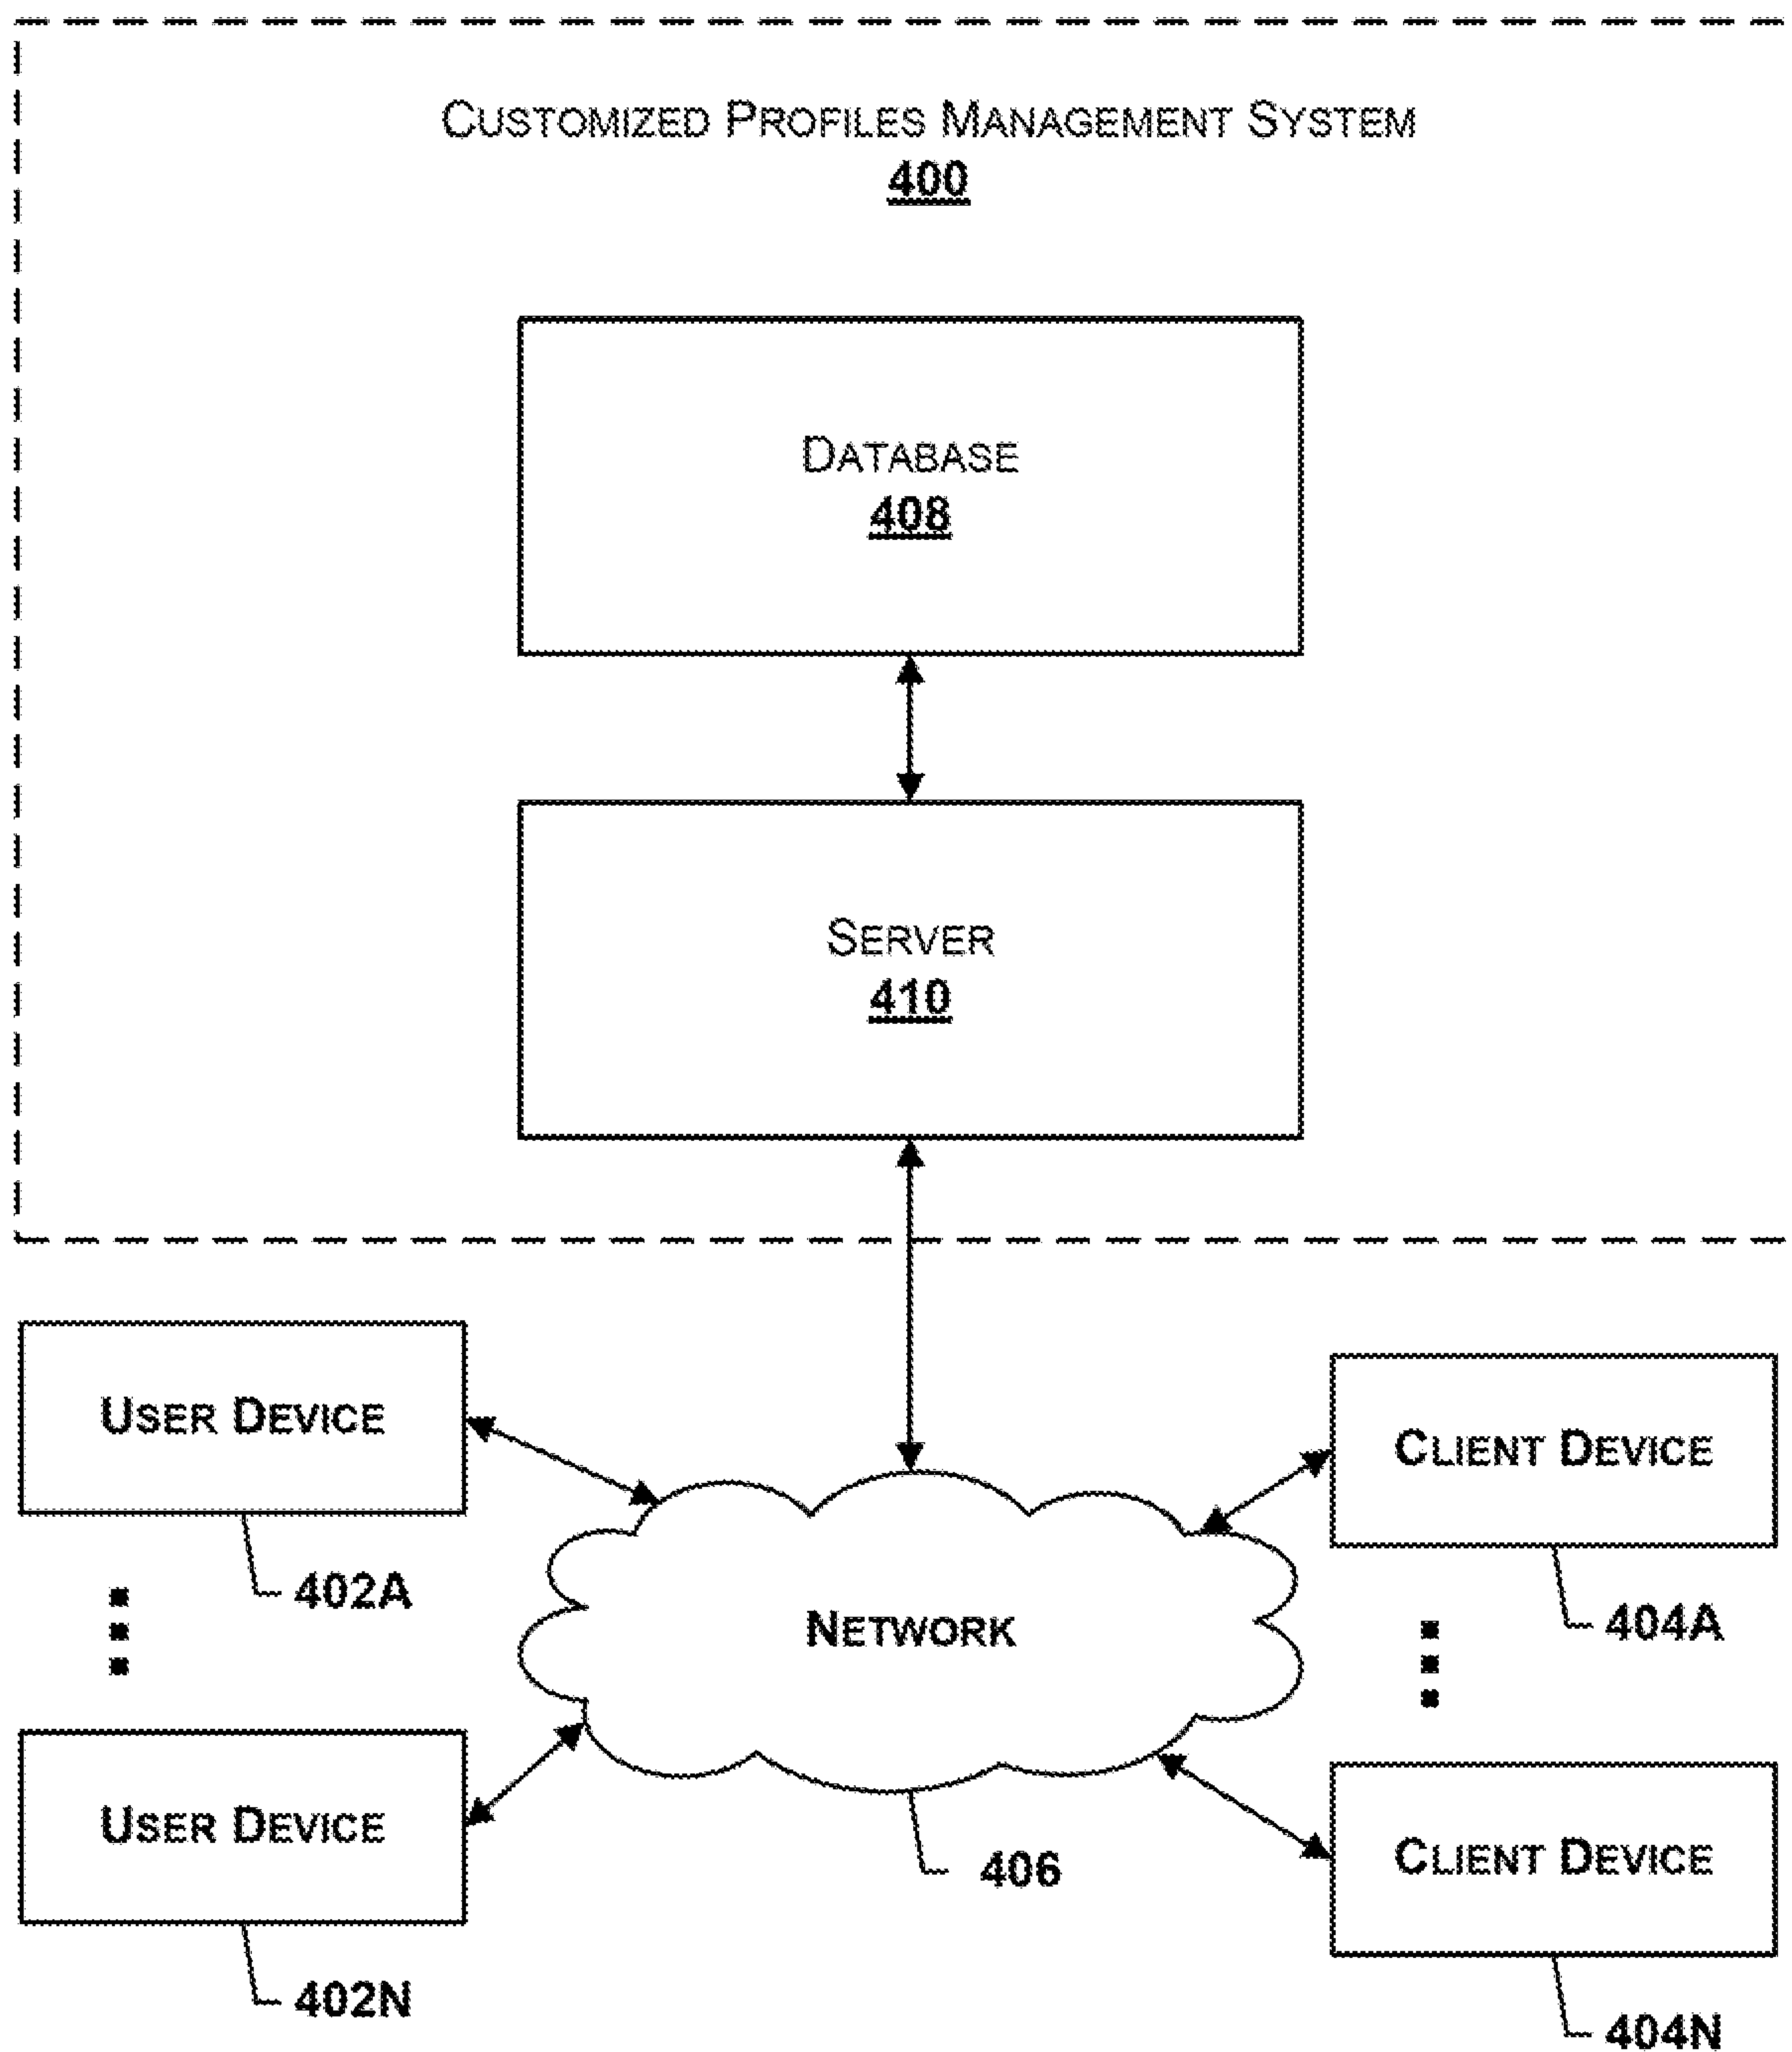 CUSTOMIZED PROFILES MANAGEMENT SYSTEM
400
DATABASE
408
SERVER
410
USER DEVICE
402A
CLIENT DEVICE
404A
NETWORK
406
USER DEVICE
402N
CLIENT DEVICE
404N